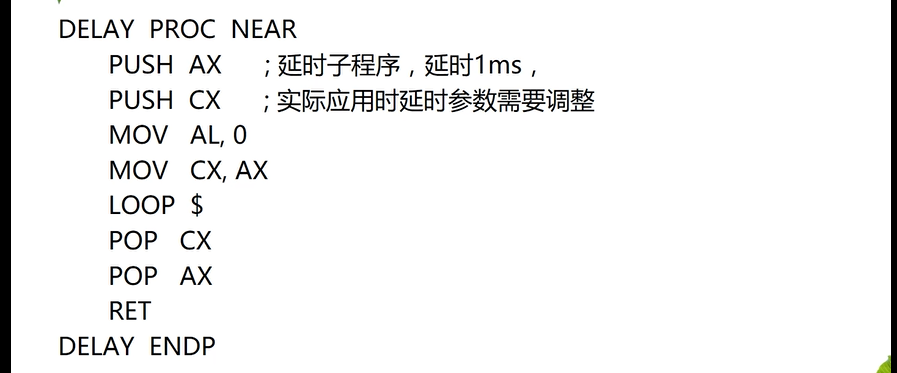 DELAY PROC NEAR
PUSH AX ; 延时子程序，延时1ms，
PUSH CX ; 实际应用时延时参数需要调整
MOV AL, 0
MOV CX, AX
LOOP $
POP CX
POP AX
RET
DELAY ENDP